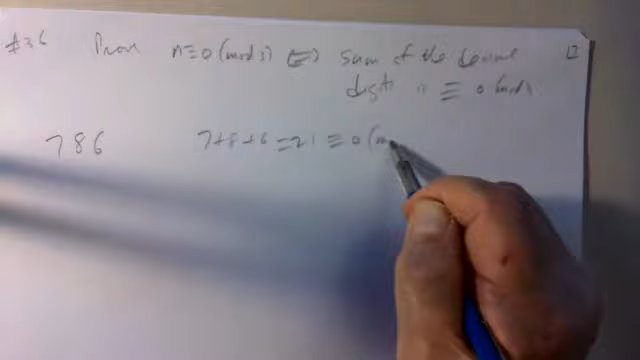 #36 Prove n≡0 (mod 3) ⟺ sum of the decimal
digits is ≡ 0 mod 3
786 7+8+6=21≡0(m